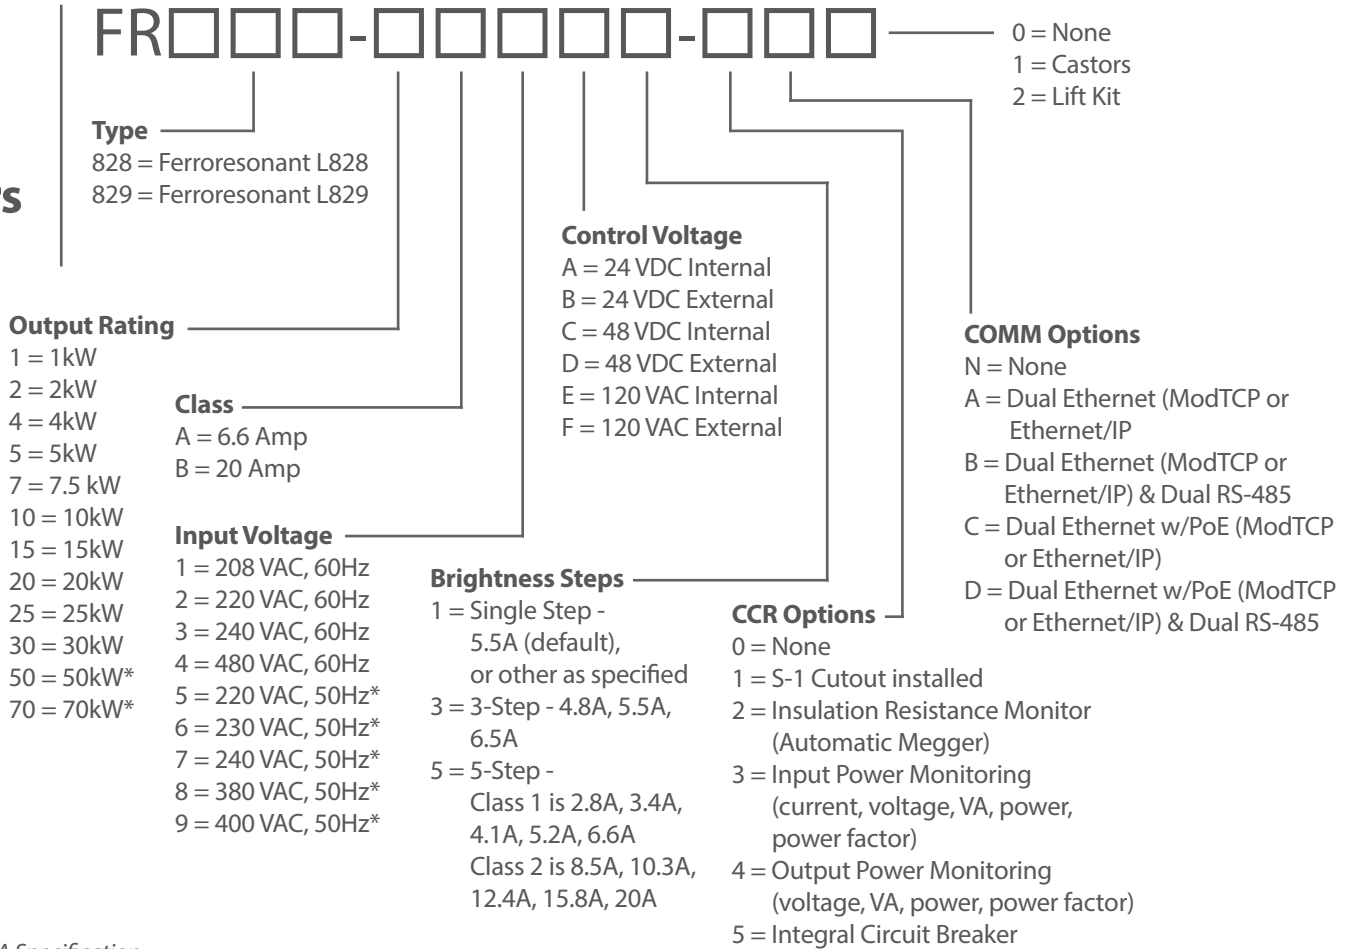 FR□□□-□□□□□-□□□
0 = None
1 = Castors
2 = Lift Kit
Type
828 = Ferroresonant L828
829 = Ferroresonant L829
rs
Control Voltage
A = 24 VDC Internal
B = 24 VDC External
C = 48 VDC Internal
D = 48 VDC External
E = 120 VAC Internal
F = 120 VAC External
Output Rating
1 = 1kW
2 = 2kW
4 = 4kW
5 = 5kW
7 = 7.5 kW
10 = 10kW
15 = 15kW
20 = 20kW
25 = 25kW
30 = 30kW
50 = 50kW*
70 = 70kW*
Class
A = 6.6 Amp
B = 20 Amp
Input Voltage
1 = 208 VAC, 60Hz
2 = 220 VAC, 60Hz
3 = 240 VAC, 60Hz
4 = 480 VAC, 60Hz
5 = 220 VAC, 50Hz*
6 = 230 VAC, 50Hz*
7 = 240 VAC, 50Hz*
8 = 380 VAC, 50Hz*
9 = 400 VAC, 50Hz*
Brightness Steps
1 = Single Step -
5.5A (default),
or other as specified
3 = 3-Step - 4.8A, 5.5A,
6.5A
5 = 5-Step -
Class 1 is 2.8A, 3.4A,
4.1A, 5.2A, 6.6A
Class 2 is 8.5A, 10.3A,
12.4A, 15.8A, 20A
CCR Options
0 = None
1 = S-1 Cutout installed
2 = Insulation Resistance Monitor
(Automatic Megger)
3 = Input Power Monitoring
(current, voltage, VA, power,
power factor)
4 = Output Power Monitoring
(voltage, VA, power, power factor)
5 = Integral Circuit Breaker
COMM Options
N = None
A = Dual Ethernet (ModTCP or
Ethernet/IP
B = Dual Ethernet (ModTCP or
Ethernet/IP) & Dual RS-485
C = Dual Ethernet w/PoE (ModTCP
or Ethernet/IP)
D = Dual Ethernet w/PoE (ModTCP
or Ethernet/IP) & Dual RS-485